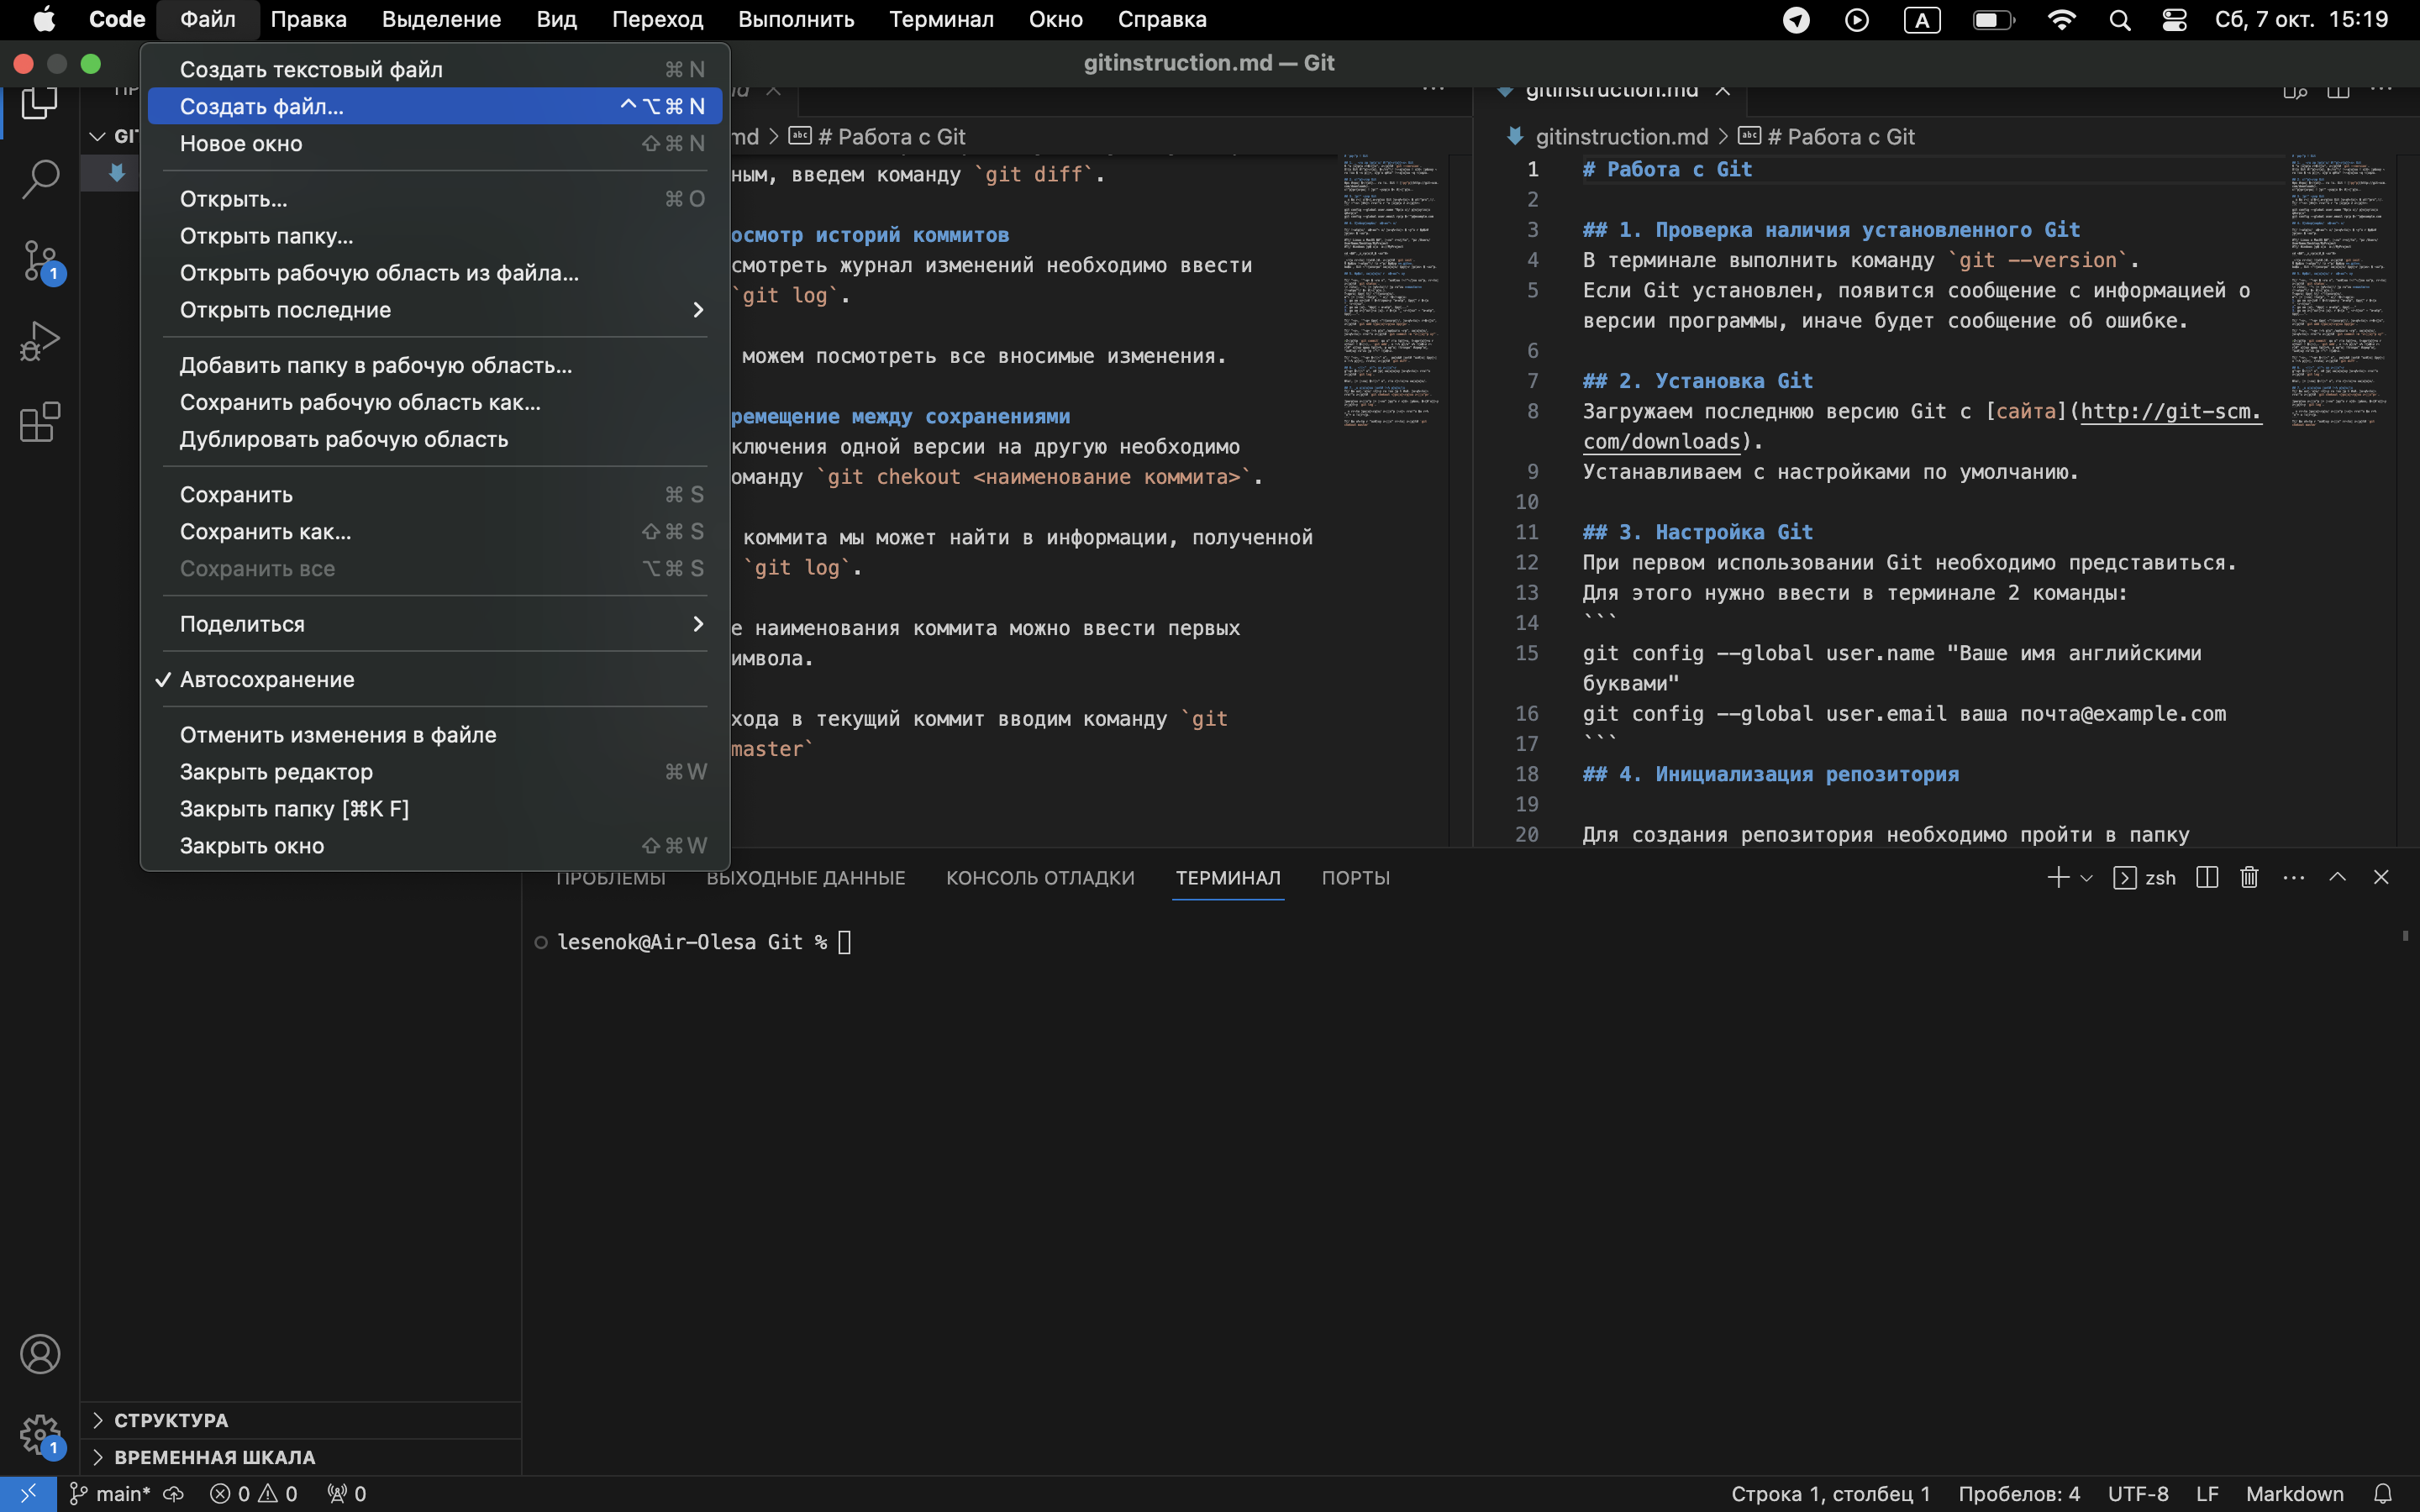 Code Файл Правка Выделение Вид Переход Выполнить Терминал Окно Справка A Сб, 7 окт. 15:19
gitinstruction.md — Git
Создать текстовый файл ⌘ N
Создать файл... ^⌥⌘ N
Новое окно ⇧⌘ N
Открыть... ⌘ O
Открыть папку...
Открыть рабочую область из файла...
Открыть последние
Добавить папку в рабочую область...
Сохранить рабочую область как...
Дублировать рабочую область
Сохранить ⌘ S
Сохранить как... ⇧⌘ S
Сохранить все ⌥⌘ S
Поделиться
✓ Автосохранение
Отменить изменения в файле
Закрыть редактор ⌘W
Закрыть папку [⌘K F]
Закрыть окно ⇧⌘W
GI
1
md > # Работа с Git
ным, введем команду `git diff`.
осмотр историй коммитов
смотреть журнал изменений необходимо ввести
`git log`.
можем посмотреть все вносимые изменения.
ремещение между сохранениями
ключения одной версии на другую необходимо
оманду `git chekout <наименование коммита>`.
коммита мы может найти в информации, полученной
`git log`.
е наименования коммита можно ввести первых
имвола.
хода в текущий коммит вводим команду `git
master`
gitinstruction.md
gitinstruction.md > # Работа с Git
1 # Работа с Git
2
3 ## 1. Проверка наличия установленного Git
4 В терминале выполнить команду `git --version`.
5 Если Git установлен, появится сообщение с информацией о
версии программы, иначе будет сообщение об ошибке.
6
7 ## 2. Установка Git
8 Загружаем последнюю версию Git с [сайта](http://git-scm.
com/downloads).
9 Устанавливаем с настройками по умолчанию.
10
11 ## 3. Настройка Git
12 При первом использовании Git необходимо представиться.
13 Для этого нужно ввести в терминале 2 команды:
14 ```
15 git config --global user.name "Ваше имя английскими
буквами"
16 git config --global user.email ваша почта@example.com
17 ```
18 ## 4. Инициализация репозитория
19
20 Для создания репозитория необходимо пройти в папку
ПРОБЛЕМЫ ВЫХОДНЫЕ ДАННЫЕ КОНСОЛЬ ОТЛАДКИ ТЕРМИНАЛ ПОРТЫ zsh
lesenok@Air-Olesa Git %
СТРУКТУРА
1
ВРЕМЕННАЯ ШКАЛА
main* 0 0 0 Строка 1, столбец 1 Пробелов: 4 UTF-8 LF Markdown